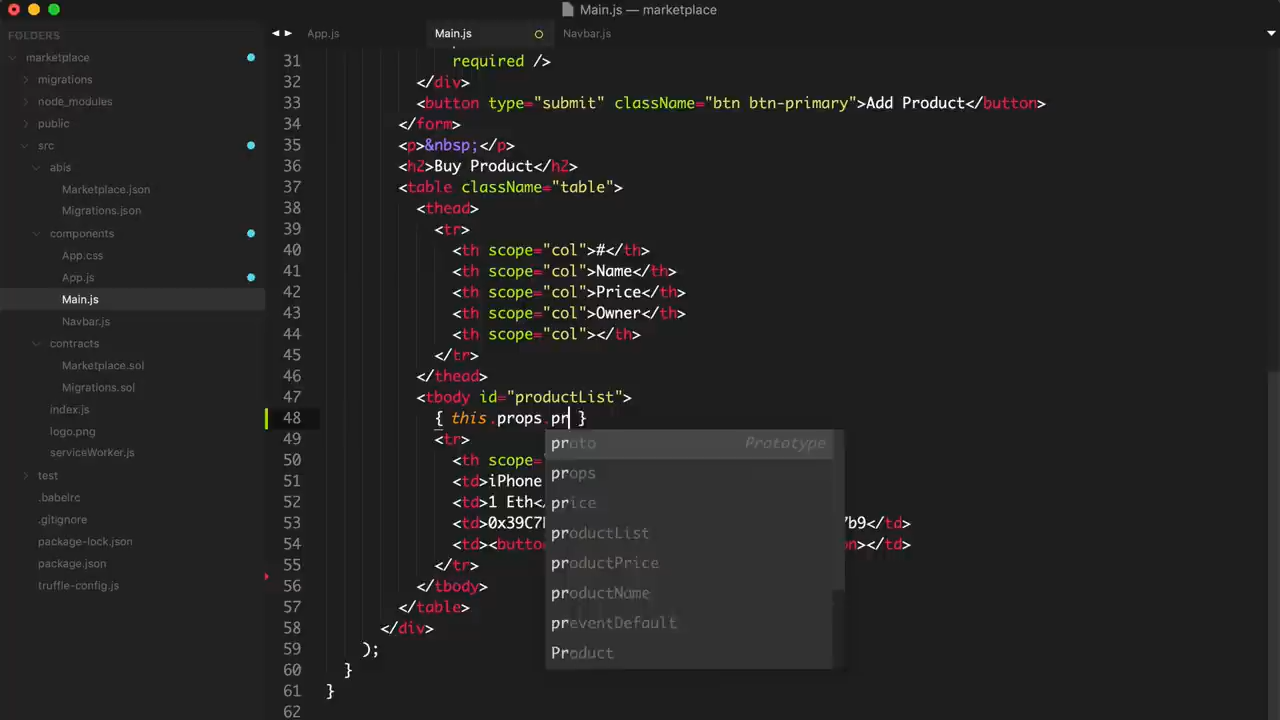 Main.js — marketplace
FOLDERS
marketplace
migrations
node_modules
public
src
abis
Marketplace.json
Migrations.json
components
App.css
App.js
Main.js
Navbar.js
contracts
Marketplace.sol
Migrations.sol
index.js
logo.png
serviceWorker.js
test
.babelrc
.gitignore
package-lock.json
package.json
truffle-config.js
App.js
Main.js
Navbar.js
31 required />
32 </div>
33 <button type="submit" className="btn btn-primary">Add Product</button>
34 </form>
35 <p>&nbsp;</p>
36 <h2>Buy Product</h2>
37 <table className="table">
38 <thead>
39 <tr>
40 <th scope="col">#</th>
41 <th scope="col">Name</th>
42 <th scope="col">Price</th>
43 <th scope="col">Owner</th>
44 <th scope="col"></th>
45 </tr>
46 </thead>
47 <tbody id="productList">
48 { this.props.pr }
49 <tr>
50 <th scope=
51 <td>iPhone
52 <td>1 Eth<
53 <td>0x39C7 7b9</td>
54 <td><butto on></td>
55 </tr>
56 </tbody>
57 </table>
58 </div>
59 );
60 }
61 }
62
proto Prototype
props
price
productList
productPrice
productName
preventDefault
Product